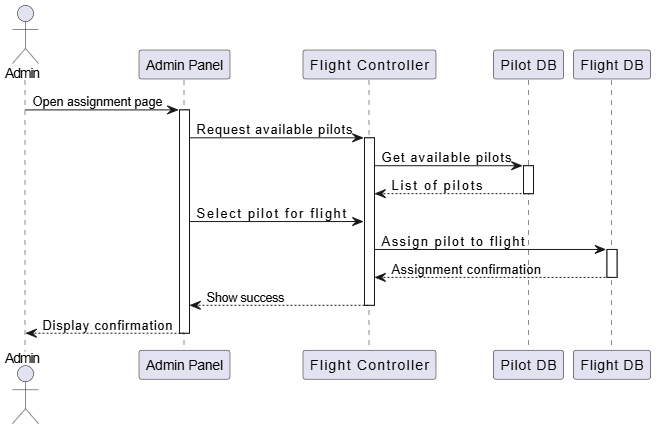 Admin
Admin Panel
Flight Controller
Pilot DB
Flight DB
Open assignment page
Request available pilots
Get available pilots
List of pilots
Select pilot for flight
Assign pilot to flight
Assignment confirmation
Show success
Display confirmation
Admin
Admin Panel
Flight Controller
Pilot DB
Flight DB